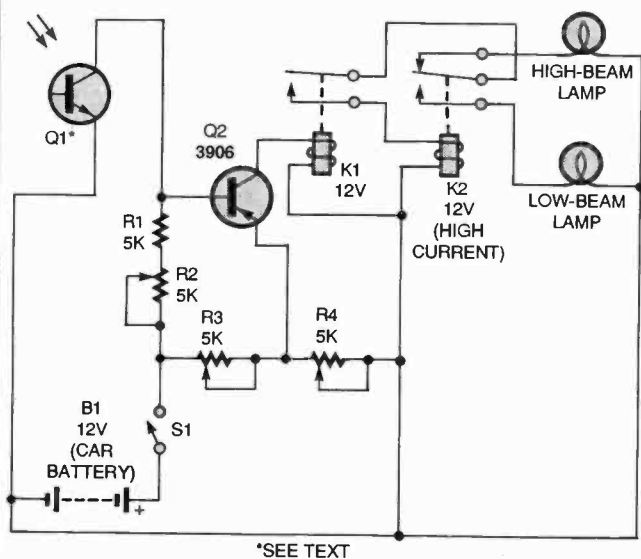 HIGH-BEAM
LAMP
Q1*
Q2
3906
K1
12V
K2
12V
(HIGH
CURRENT)
LOW-BEAM
LAMP
R1
5K
R2
5K
R3
5K
R4
5K
B1
12V
(CAR
BATTERY)
S1
+
*SEE TEXT